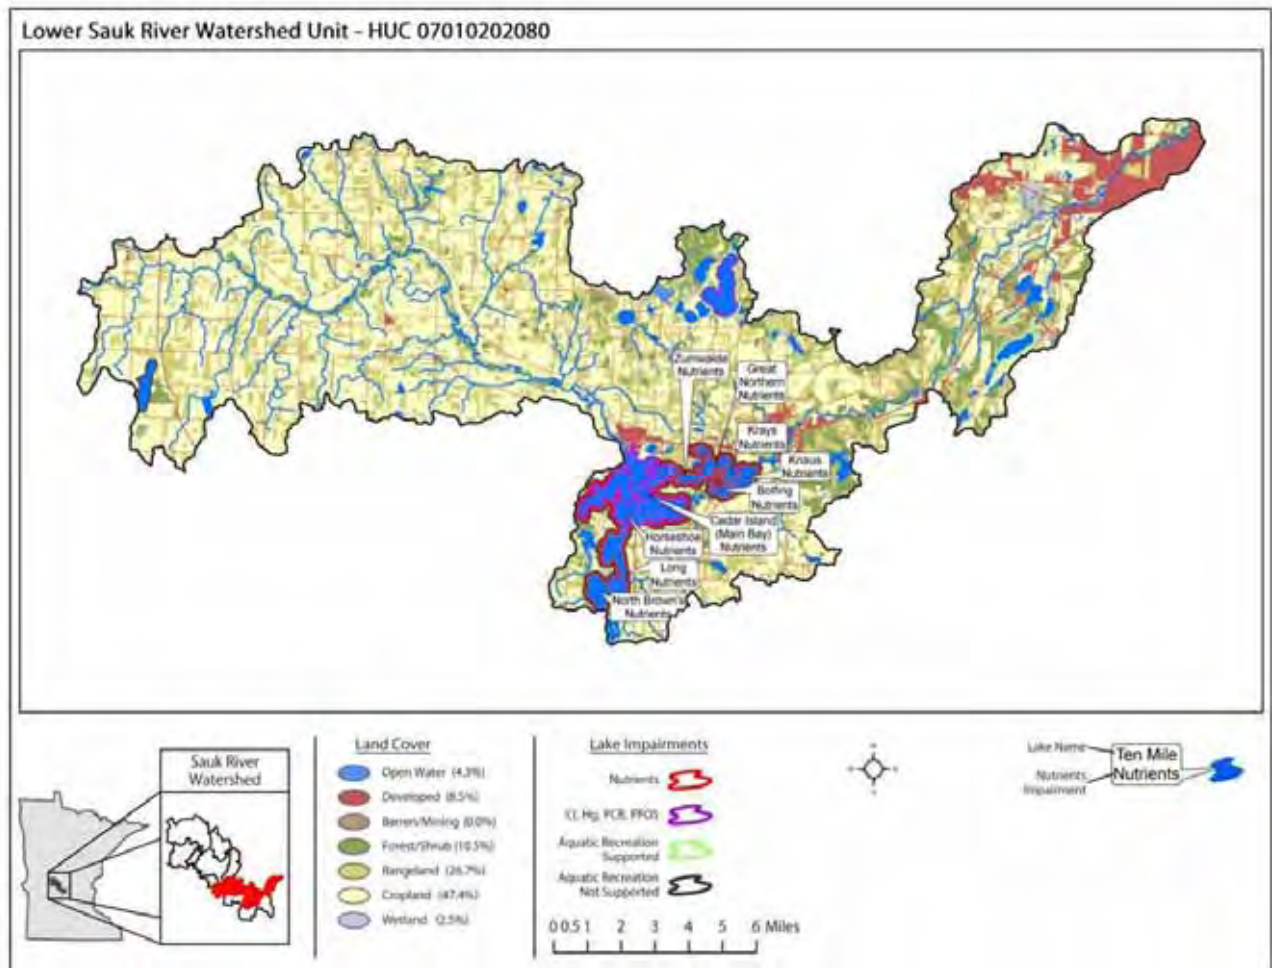 Lower Sauk River Watershed Unit - HUC 07010202080
Zumwalde
Nutrients
Great
Northern
Nutrients
Krays
Nutrients
Knaus
Nutrients
Bolfing
Nutrients
Cedar Island
(Main Bay)
Nutrients
Horseshoe
Nutrients
Long
Nutrients
North Brown's
Nutrients
Sauk River
Watershed
Land Cover
Open Water (4.3%)
Developed (8.5%)
Barren/Mining (0.0%)
Forest/Shrub (10.5%)
Rangeland (26.7%)
Cropland (47.4%)
Wetland (2.5%)
Lake Impairments
Nutrients
Cl, Hg, PCB, PFOS
Aquatic Recreation
Supported
Aquatic Recreation
Not Supported
0 0.5 1 2 3 4 5 6 Miles
Lake Name
Nutrients
Impairment
Ten Mile
Nutrients